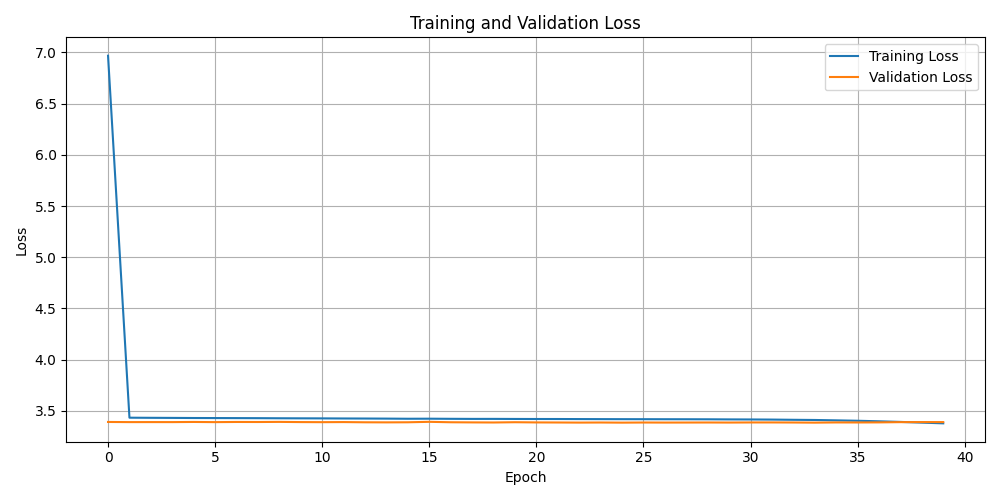 Training and Validation Loss
Training Loss
Validation Loss
7.0
6.5
6.0
5.5
5.0
4.5
4.0
3.5
Loss
0 5 10 15 20 25 30 35 40
Epoch